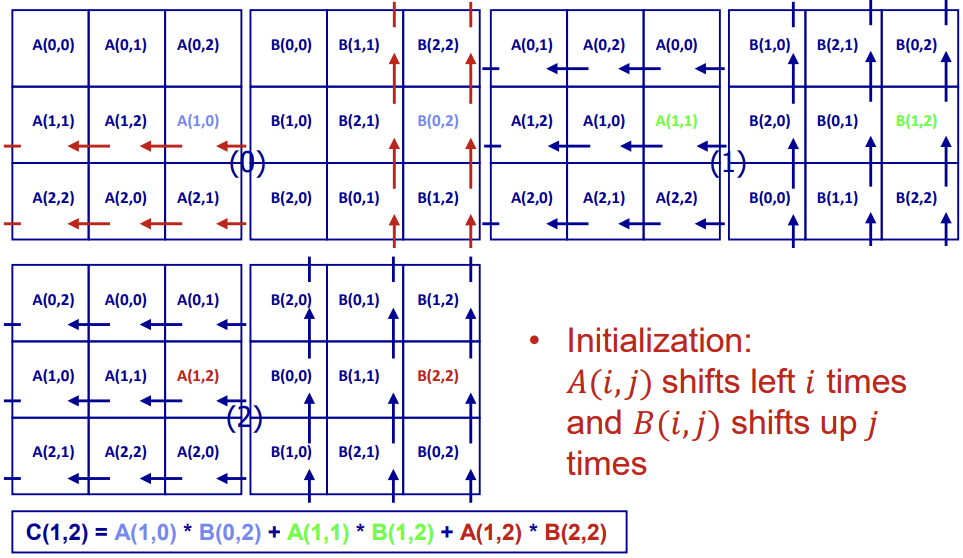 A(0,0) A(0,1) A(0,2) B(0,0) B(1,1) B(2,2) A(0,1) A(0,2) A(0,0) B(1,0) B(2,1) B(0,2)
A(1,1) A(1,2) A(1,0) B(1,0) B(2,1) B(0,2) A(1,2) A(1,0) A(1,1) B(2,0) B(0,1) B(1,2)
(0) (1)
A(2,2) A(2,0) A(2,1) B(2,0) B(0,1) B(1,2) A(2,0) A(2,1) A(2,2) B(0,0) B(1,1) B(2,2)
A(0,2) A(0,0) A(0,1) B(2,0) B(0,1) B(1,2)
A(1,0) A(1,1) A(1,2) B(0,0) B(1,1) B(2,2)
(2)
A(2,1) A(2,2) A(2,0) B(1,0) B(2,1) B(0,2)
• Initialization:
A(i,j) shifts left i times
and B(i,j) shifts up j
times
C(1,2) = A(1,0) * B(0,2) + A(1,1) * B(1,2) + A(1,2) * B(2,2)